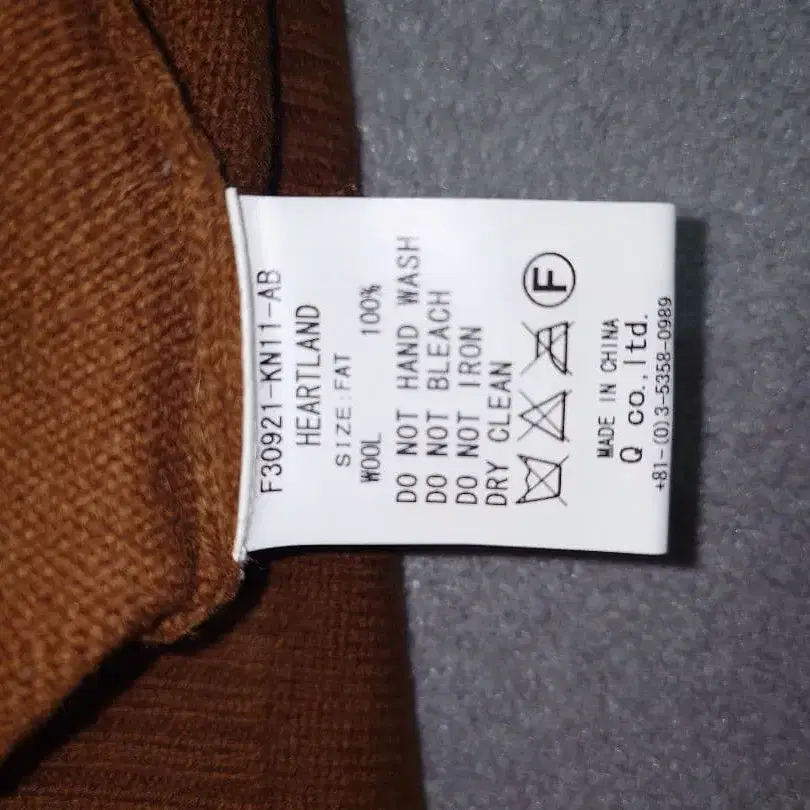 F30921-KN11-AB
HEARTLAND
SIZE:FAT
WOOL 100%
DO NOT HAND WASH
DO NOT BLEACH
DO NOT IRON
DRY CLEAN
F
MADE IN CHINA
Q co.,ltd.
+81-(0)3-5358-0989